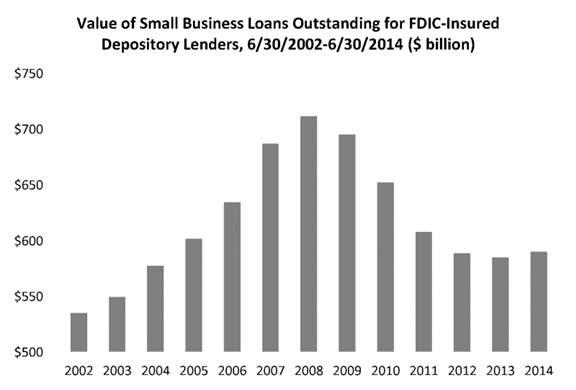 Value of Small Business Loans Outstanding for FDIC-Insured
Depository Lenders, 6/30/2002-6/30/2014 ($ billion)
$750
$700
$650
$600
$550
$500
2002 2003 2004 2005 2006 2007 2008 2009 2010 2011 2012 2013 2014